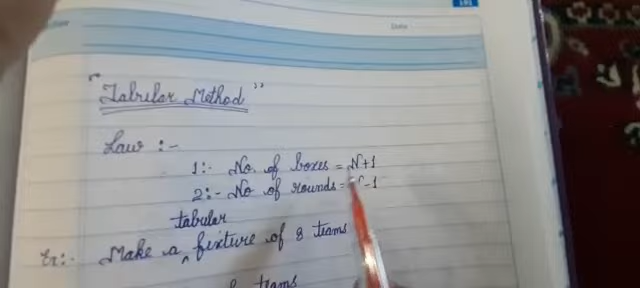 Date
"Tabular Method"
Law :-
1:- No. of boxes = N+1
2:- No of rounds = N-1
tabular
Ex:- Make a ^ fixture of 8 teams
teams